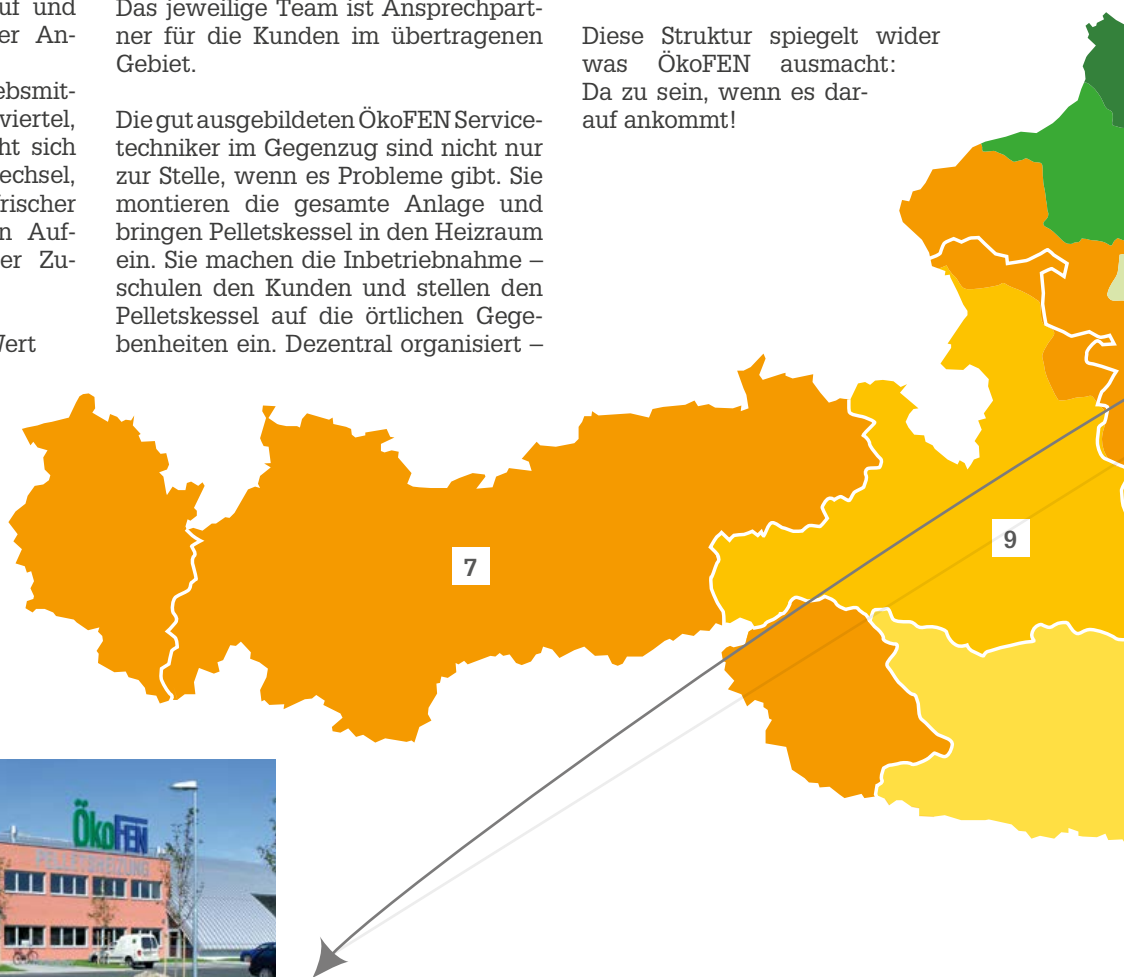 uf und
er An-
ebsmit-
viertel,
ht sich
echsel,
frischer
n Auf-
er Zu-
Wert
Das jeweilige Team ist Ansprechpart-
ner für die Kunden im übertragenen
Gebiet.
Die gut ausgebildeten ÖkoFEN Service-
techniker im Gegenzug sind nicht nur
zur Stelle, wenn es Probleme gibt. Sie
montieren die gesamte Anlage und
bringen Pelletskessel in den Heizraum
ein. Sie machen die Inbetriebnahme –
schulen den Kunden und stellen den
Pelletskessel auf die örtlichen Gege-
benheiten ein. Dezentral organisiert –
Diese Struktur spiegelt wider
was ÖkoFEN ausmacht:
Da zu sein, wenn es dar-
auf ankommt!
7
9
ÖkoFEN
PELLETSHEIZUNG